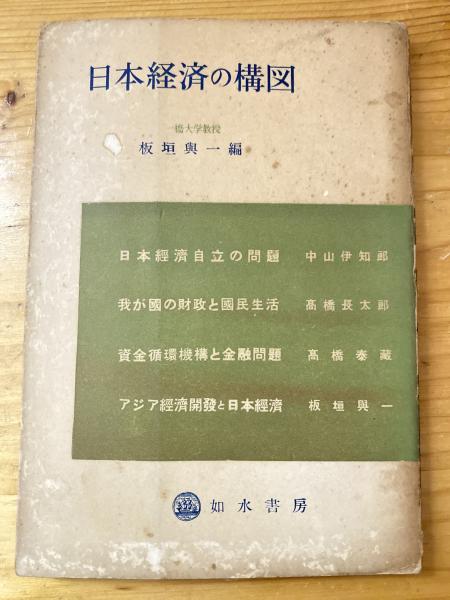 日本経済の構図
一橋大学教授
板垣與一編
日本經濟自立の問題 中山伊知郎
我が國の財政と國民生活 高橋長太郎
資金循環機構と金融問題 高橋泰藏
アジア經濟開發と日本經濟 板垣與一
如水書房